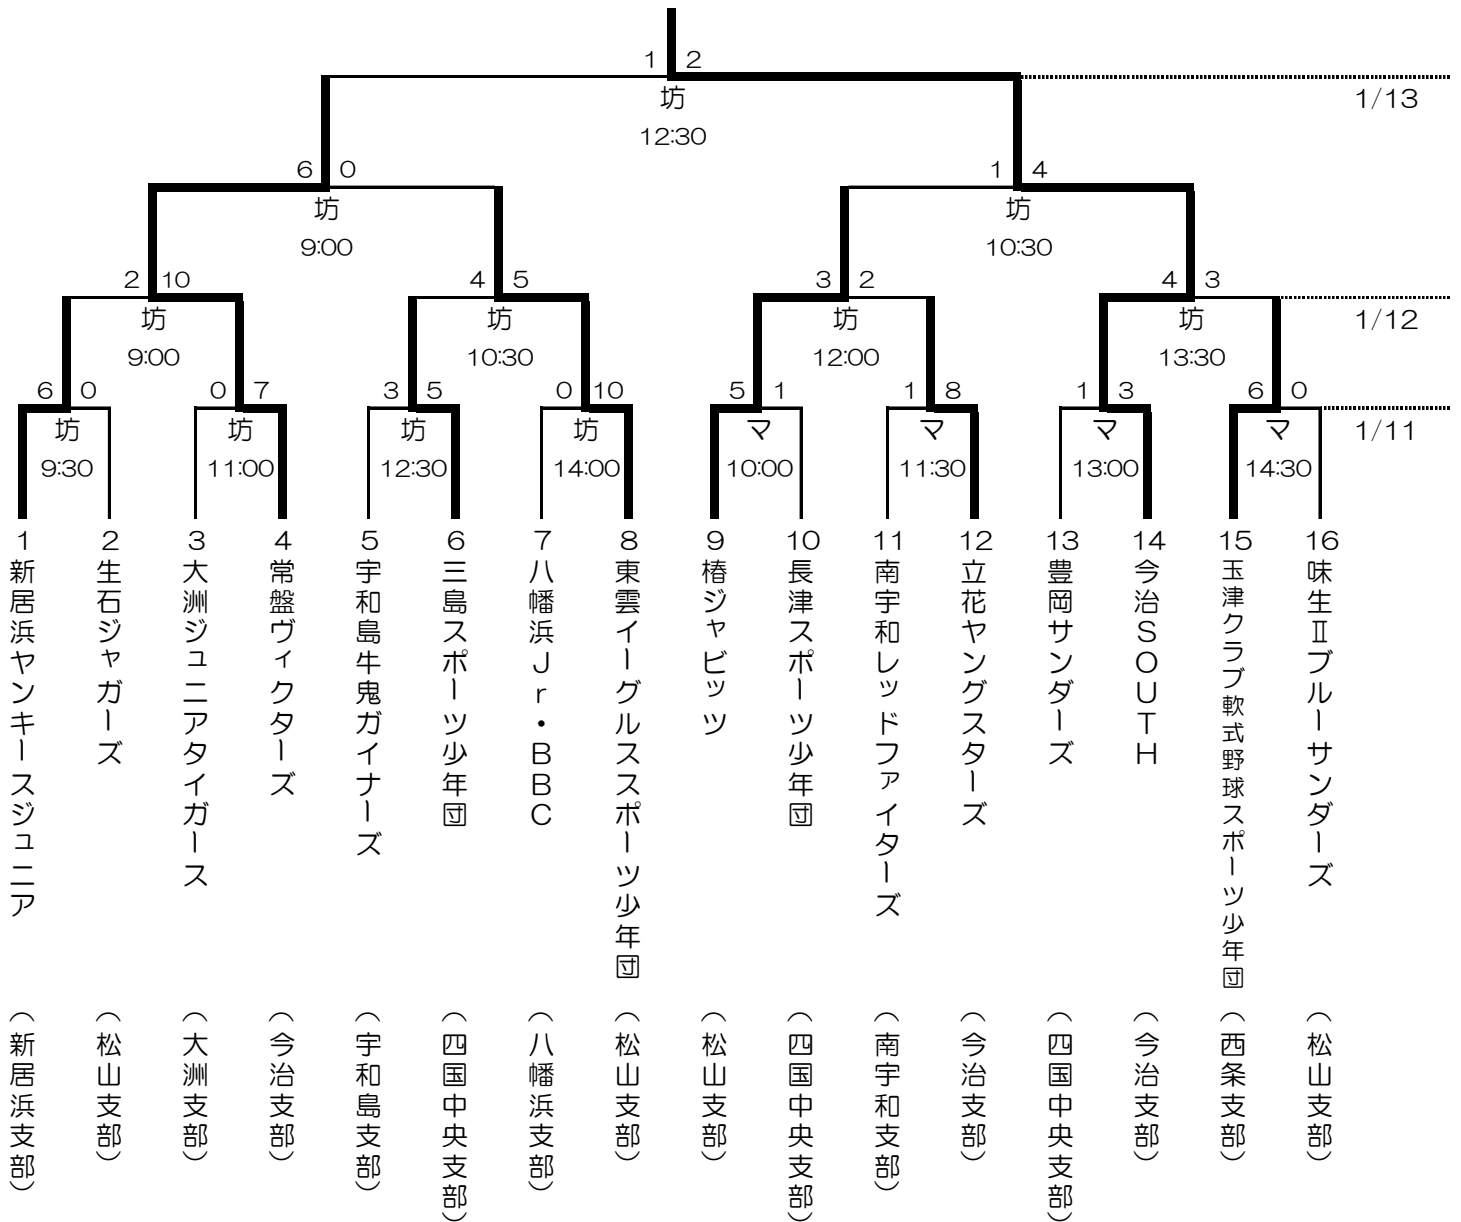 1 2
坊
1/13
12:30
6 0
1 4
坊
坊
9:00
10:30
2 10
4 5
3 2
4 3
坊
坊
坊
坊
1/12
9:00
10:30
12:00
13:30
6 0
0 7
3 5
0 10
5 1
1 8
1 3
6 0
坊
坊
坊
坊
マ
マ
マ
マ
1/11
9:30
11:00
12:30
14:00
10:00
11:30
13:00
14:30
1
新居浜ヤンキースジュニア
(新居浜支部)
2
生石ジャガーズ
(松山支部)
3
大洲ジュニアタイガース
(大洲支部)
4
常盤ヴィクターズ
(今治支部)
5
宇和島牛鬼ガイナーズ
(宇和島支部)
6
三島スポーツ少年団
(四国中央支部)
7
八幡浜Jr・BBC
(八幡浜支部)
8
東雲イーグルススポーツ少年団
(松山支部)
9
椿ジャビッツ
(松山支部)
10
長津スポーツ少年団
(四国中央支部)
11
南宇和レッドファイターズ
(南宇和支部)
12
立花ヤングスターズ
(今治支部)
13
豊岡サンダーズ
(四国中央支部)
14
今治SOUTH
(今治支部)
15
玉津クラブ軟式野球スポーツ少年団
(西条支部)
16
味生Ⅱブルーサンダーズ
(松山支部)